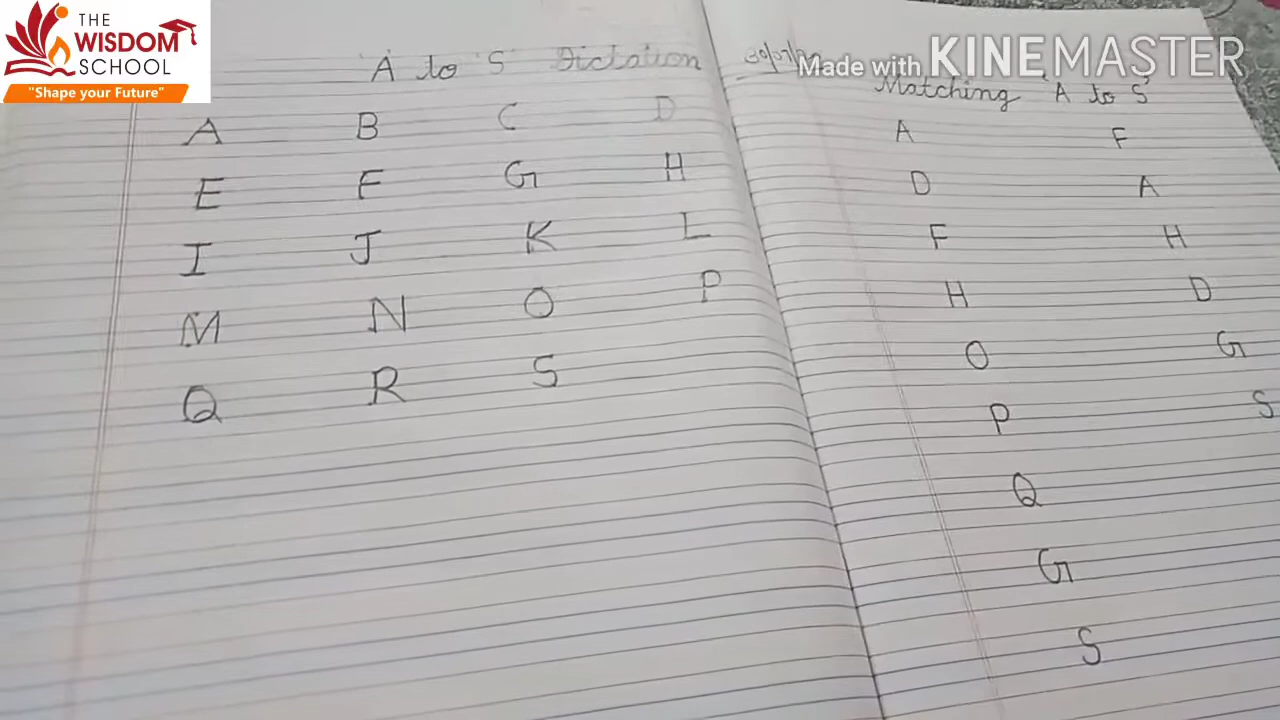 THE
WISDOM
SCHOOL
"Shape your Future"
Made with KINEMASTER
'A to 'S' Dictation
A B C D
E F G H
I J K L
M N O P
Q R S
Matching 'A to S'
A F
D A
F H
H D
O G
P S
Q
G
S